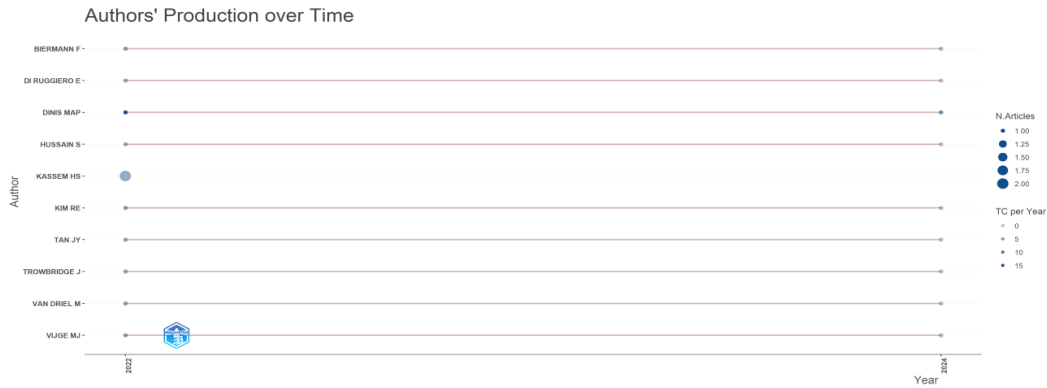 Authors' Production over Time
Author
BIERMANN F
DI RUGGIERO E
DINIS MAP
HUSSAIN S
KASSEM HS
KIM RE
TAN JY
TROWBRIDGE J
VAN DRIEL M
VIJGE MJ
2022
2024
Year
N.Articles
1.00
1.25
1.50
1.75
2.00
TC per Year
0
5
10
15